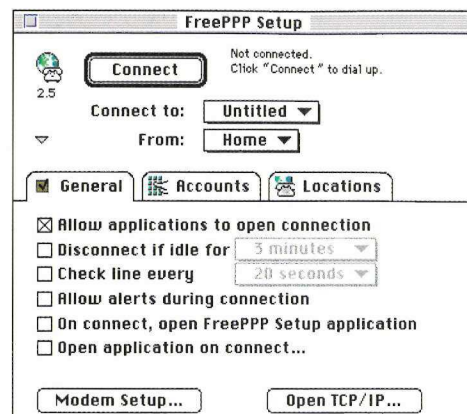 FreePPP Setup
Not connected.
Click "Connect" to dial up.
Connect
2.5
Connect to: Untitled
From: Home
General Accounts Locations
Allow applications to open connection
Disconnect if idle for 3 minutes
Check line every 20 seconds
Allow alerts during connection
On connect, open FreePPP Setup application
Open application on connect...
Modem Setup... Open TCP/IP...